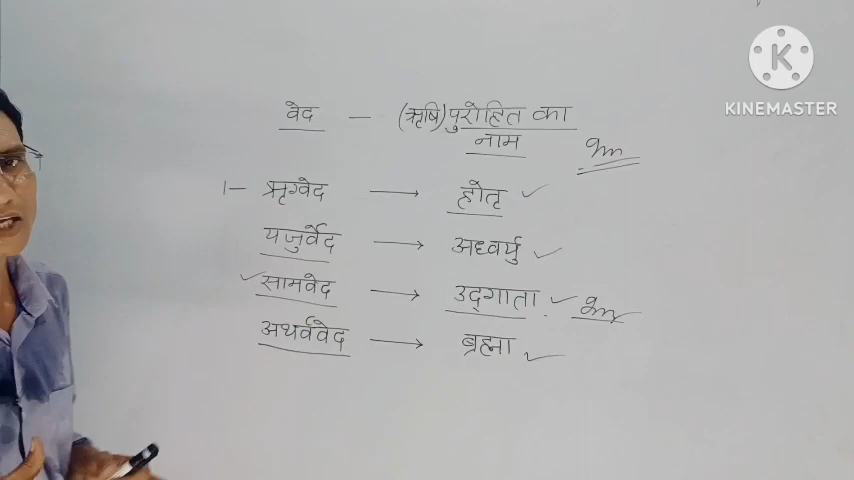 वेद — (ऋषि) पुरोहित का
नाम
1- ऋग्वेद → होतृ
यजुर्वेद → अध्वर्यु
सामवेद → उद्गाता
अथर्ववेद → ब्रह्मा
KINEMASTER